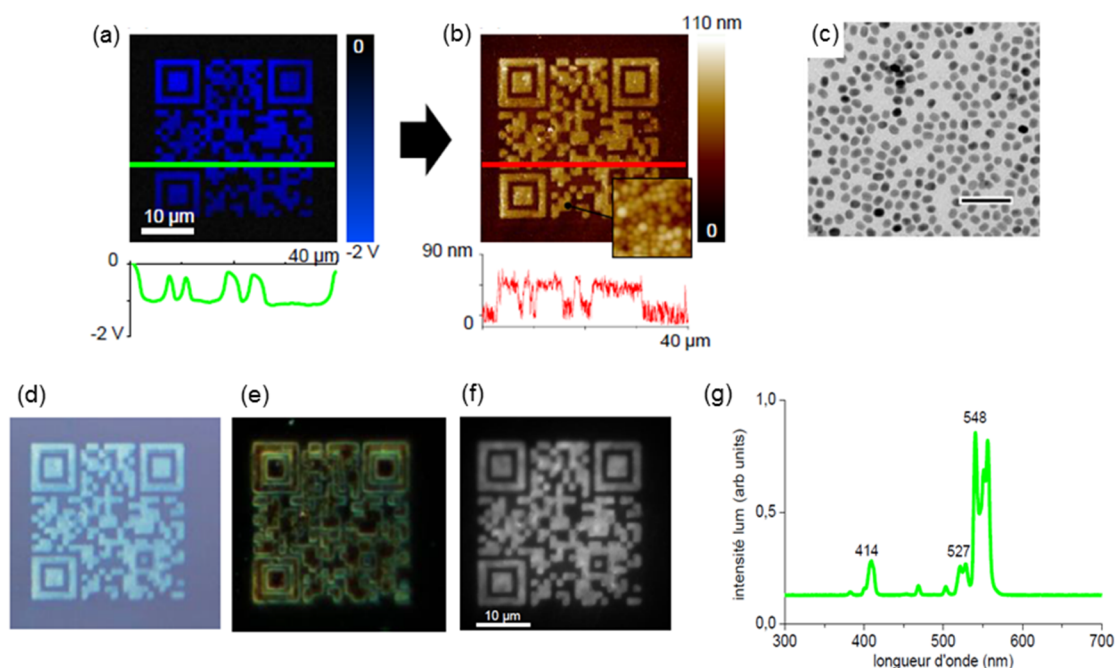 (a)
0
-2 V
10 µm
0
40 µm
-2 V
(b)
110 nm
0
90 nm
0
40 µm
(c)
(d)
(e)
(f)
10 µm
(g)
1,0
0,5
0,0
intensité lum (arb units)
414
527
548
300
400
500
600
700
longueur d'onde (nm)